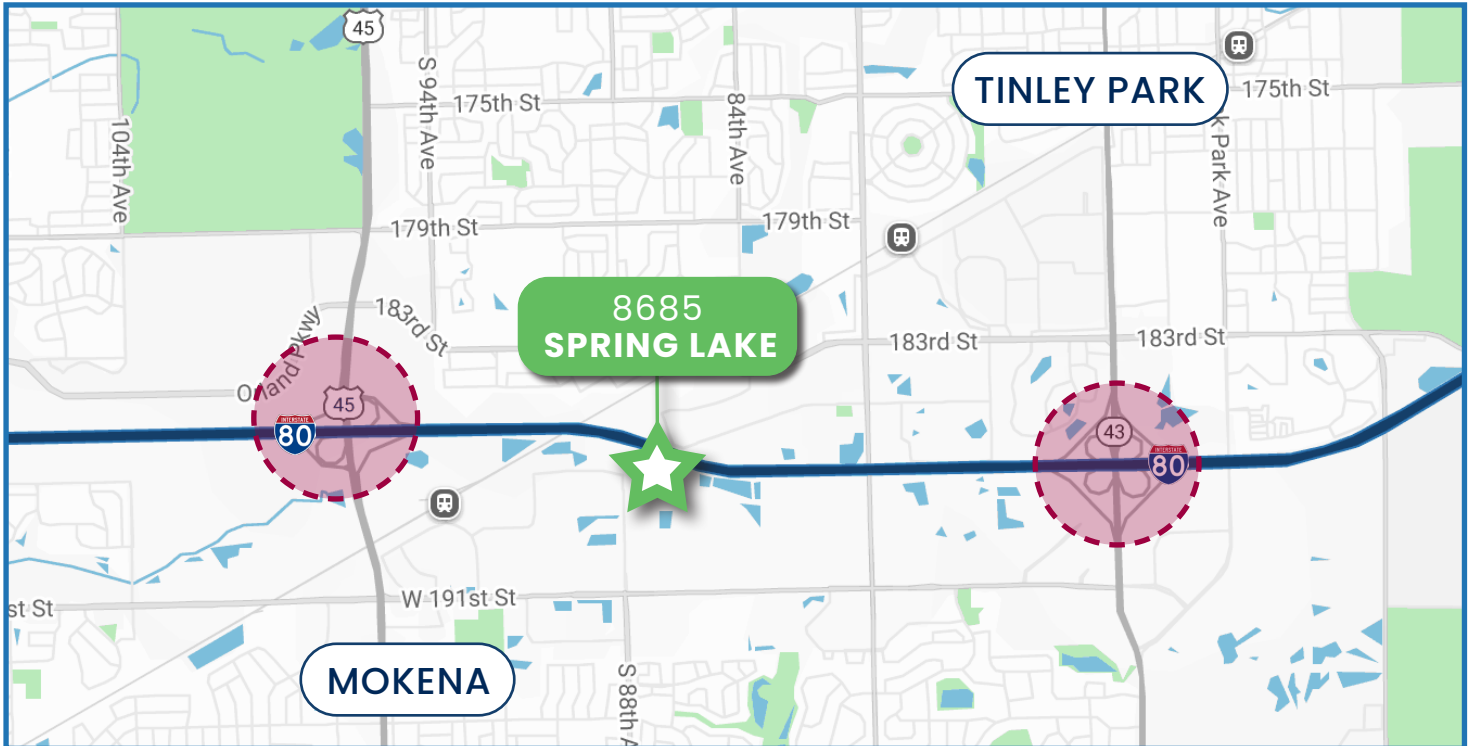 45
TINLEY PARK
175th St
S 94th Ave
175th St
84th Ave
104th Ave
k Park Ave
179th St
179th St
8685
SPRING LAKE
183rd St
183rd St
183rd St
Orland Pkwy
45
INTERSTATE
80
43
INTERSTATE
80
W 191st St
st St
MOKENA
S 88th A